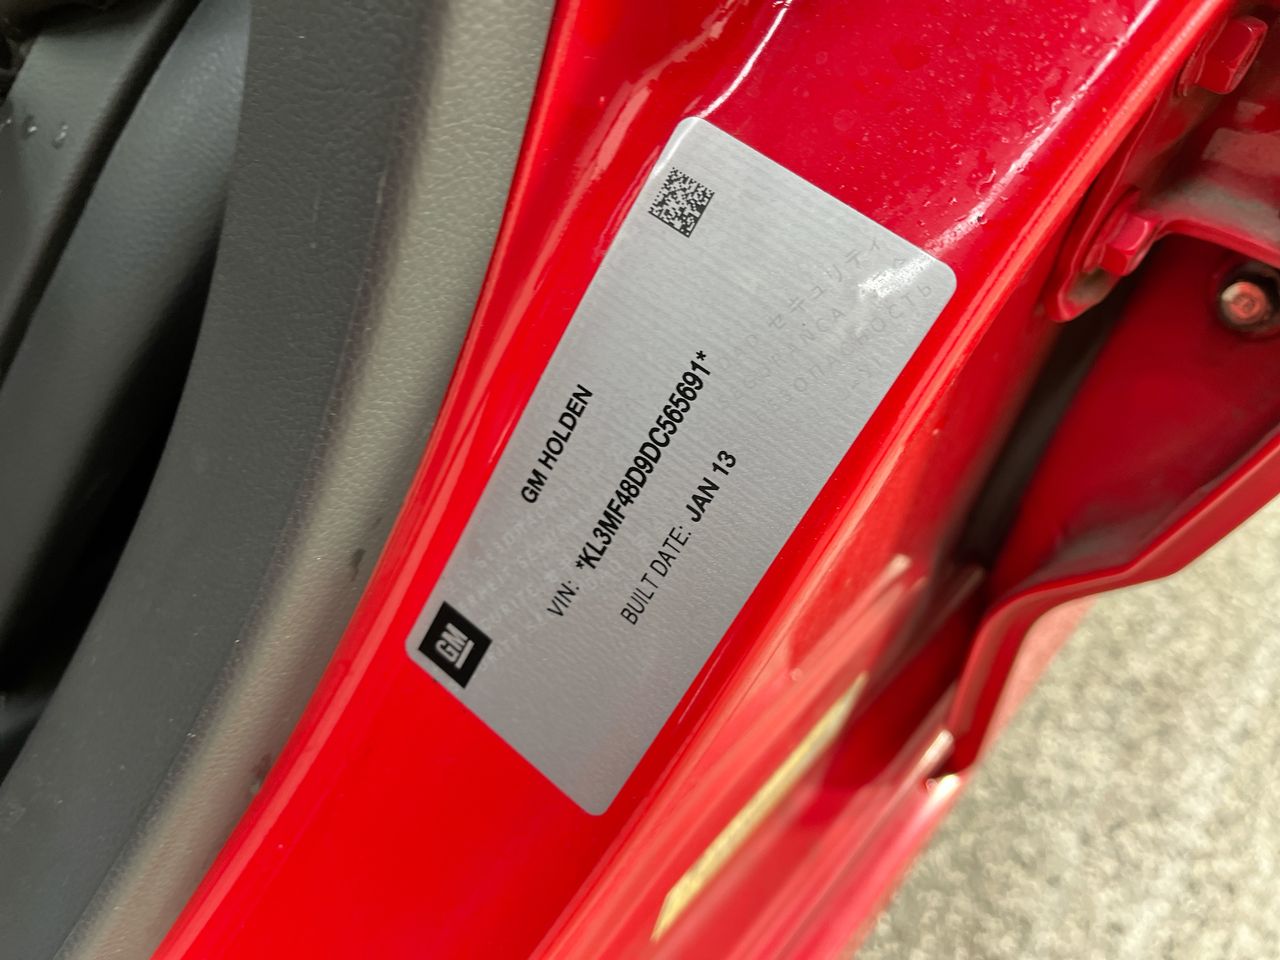 GM HOLDEN
VIN: *KL3MF48D9DC565691*
BUILT DATE: JAN 13
GM